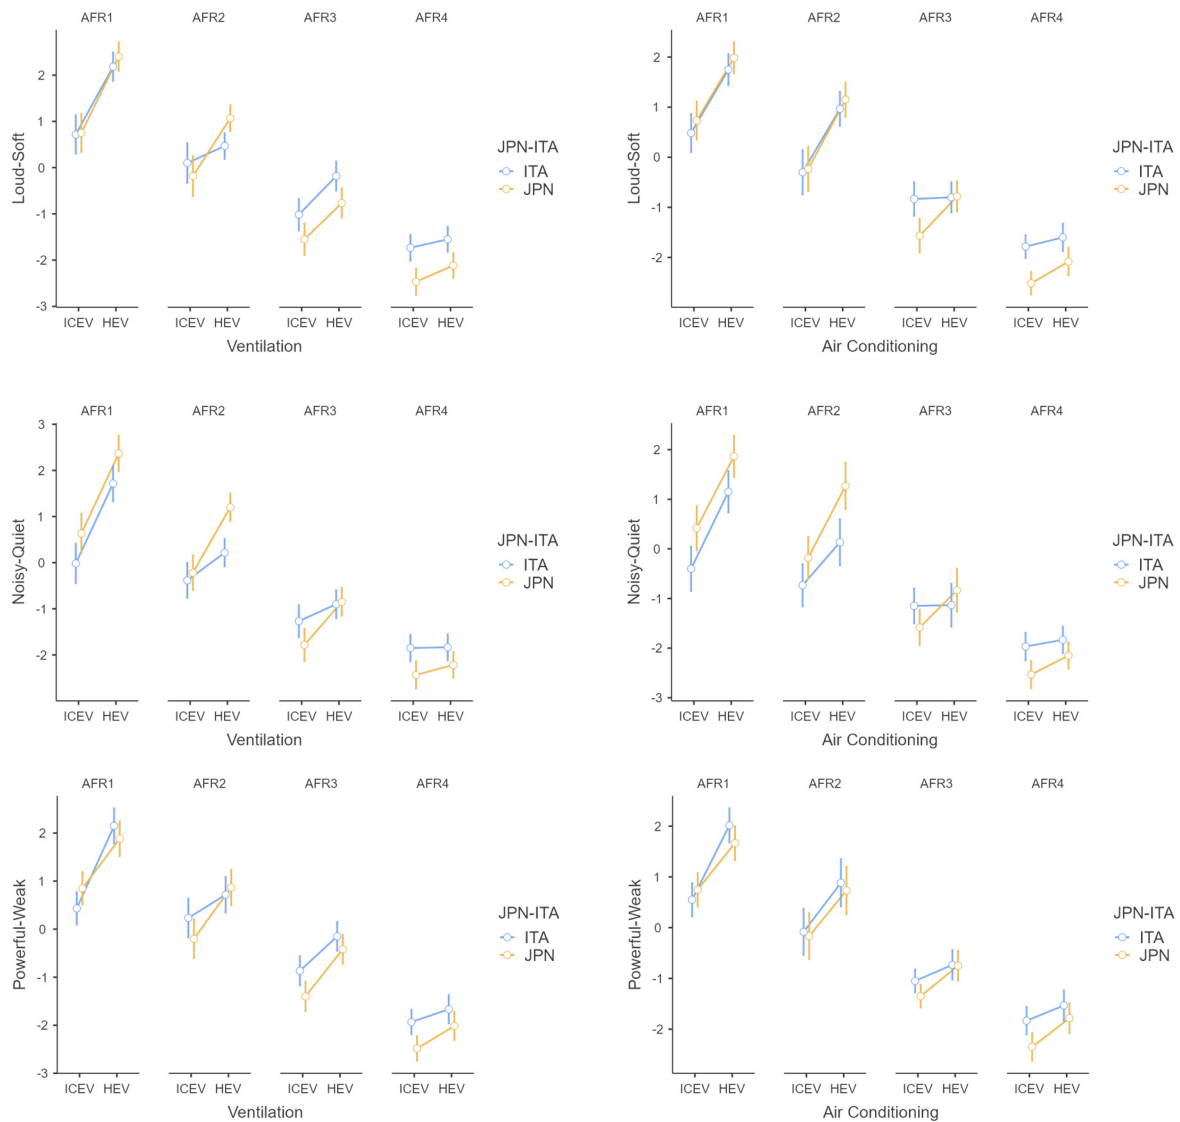 AFR1 AFR2 AFR3 AFR4
Loud-Soft
2
1
0
-1
-2
-3
ICEV HEV ICEV HEV ICEV HEV ICEV HEV
Ventilation
JPN-ITA
ITA
JPN
AFR1 AFR2 AFR3 AFR4
Loud-Soft
2
1
0
-1
-2
ICEV HEV ICEV HEV ICEV HEV ICEV HEV
Air Conditioning
JPN-ITA
ITA
JPN
AFR1 AFR2 AFR3 AFR4
Noisy-Quiet
3
2
1
0
-1
-2
ICEV HEV ICEV HEV ICEV HEV ICEV HEV
Ventilation
JPN-ITA
ITA
JPN
AFR1 AFR2 AFR3 AFR4
Noisy-Quiet
2
1
0
-1
-2
-3
ICEV HEV ICEV HEV ICEV HEV ICEV HEV
Air Conditioning
JPN-ITA
ITA
JPN
AFR1 AFR2 AFR3 AFR4
Powerful-Weak
2
1
0
-1
-2
-3
ICEV HEV ICEV HEV ICEV HEV ICEV HEV
Ventilation
JPN-ITA
ITA
JPN
AFR1 AFR2 AFR3 AFR4
Powerful-Weak
2
1
0
-1
-2
ICEV HEV ICEV HEV ICEV HEV ICEV HEV
Air Conditioning
JPN-ITA
ITA
JPN